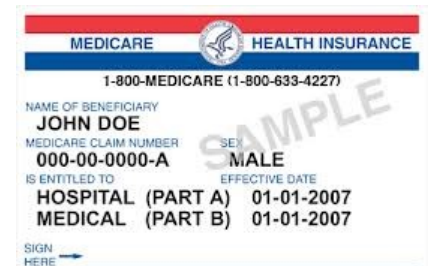 MEDICARE HEALTH INSURANCE
1-800-MEDICARE (1-800-633-4227)
NAME OF BENEFICIARY
JOHN DOE
MEDICARE CLAIM NUMBER SEX
000-00-0000-A MALE
IS ENTITLED TO EFFECTIVE DATE
HOSPITAL (PART A) 01-01-2007
MEDICAL (PART B) 01-01-2007
SIGN
HERE
SAMPLE